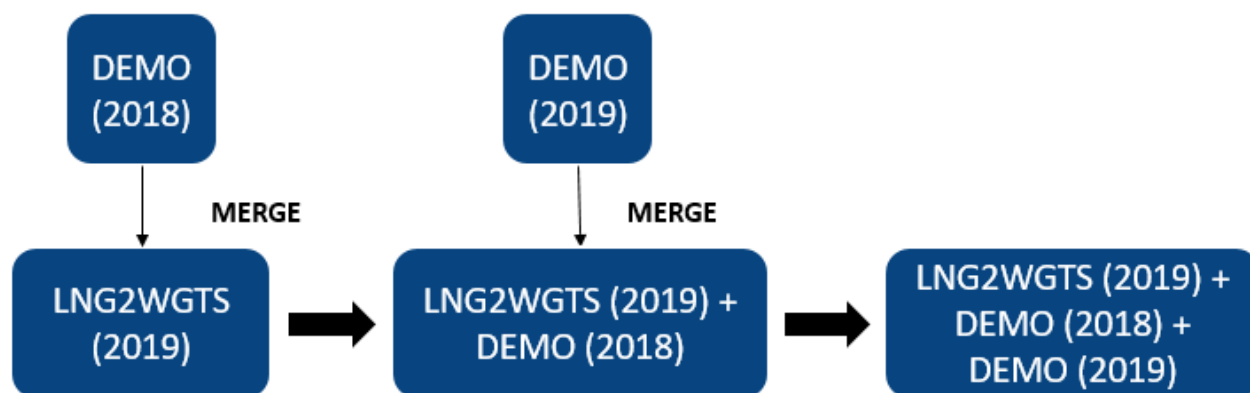 DEMO
(2018)
DEMO
(2019)
MERGE
MERGE
LNG2WGTS
(2019)
LNG2WGTS (2019) +
DEMO (2018)
LNG2WGTS (2019) +
DEMO (2018) +
DEMO (2019)